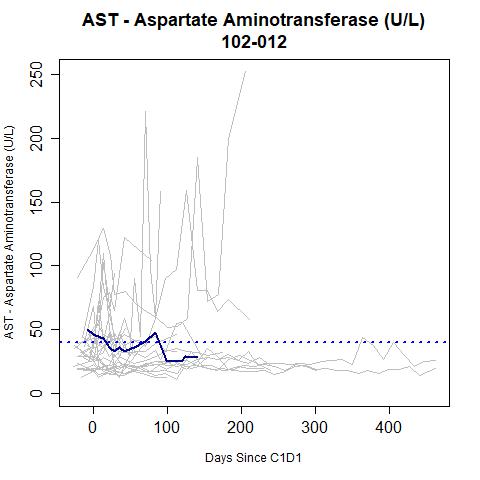 AST - Aspartate Aminotransferase (U/L)
102-012
AST - Aspartate Aminotransferase (U/L)
250
200
150
100
50
0
0 100 200 300 400
Days Since C1D1